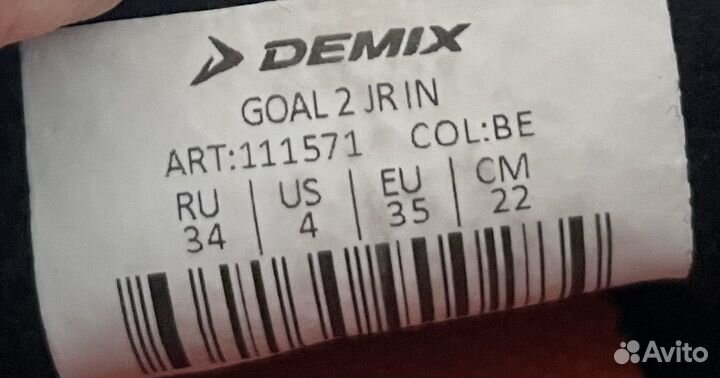 DEMIX
GOAL 2 JR IN
ART:111571 COL:BE
RU US EU CM
34 4 35 22
Avito